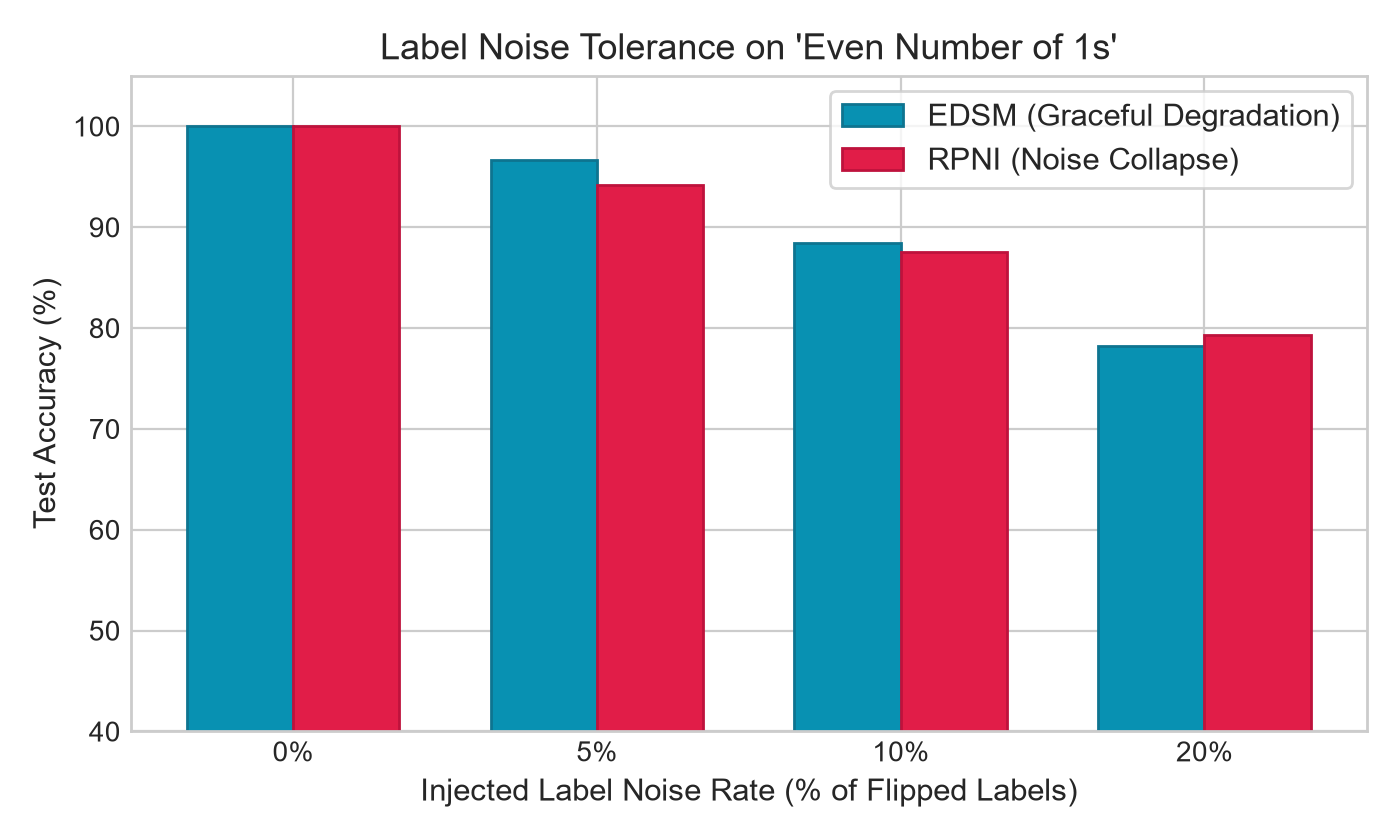 Label Noise Tolerance on 'Even Number of 1s'
EDSM (Graceful Degradation)
RPNI (Noise Collapse)
Test Accuracy (%)
100
90
80
70
60
50
40
0% 5% 10% 20%
Injected Label Noise Rate (% of Flipped Labels)